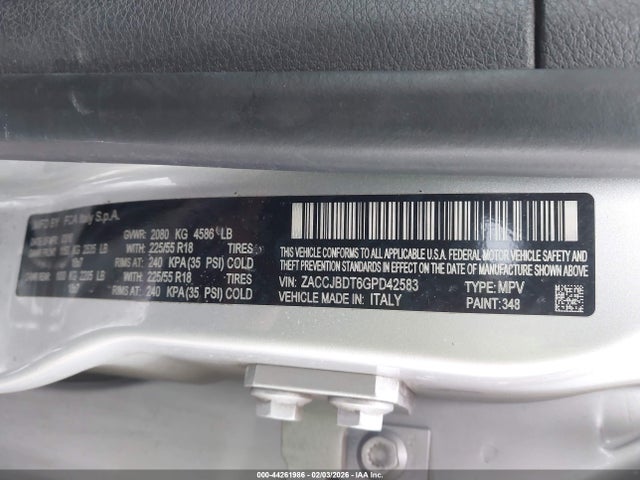 MFD BY FCA Italy S.p.A.
GVWR: 2080 KG 4586 LB
WITH: 225/55 R18 TIRES
RIMS AT: 240 KPA (35 PSI) COLD
WITH: 225/55 R18 TIRES
RIMS AT: 240 KPA (35 PSI) COLD
THIS VEHICLE CONFORMS TO ALL APPLICABLE U.S.A. FEDERAL MOTOR VEHICLE SAFETY,
BUMPER, AND THEFT PREVENTION STANDARDS IN EFFECT ON THE DATE OF MANUFACTURE SHOWN ABOVE.
VIN: ZACCJBDT6GPD42583 TYPE: MPV
VEHICLE MADE IN: ITALY PAINT: 348
000-44261986 - 02/03/2026 - IAABU